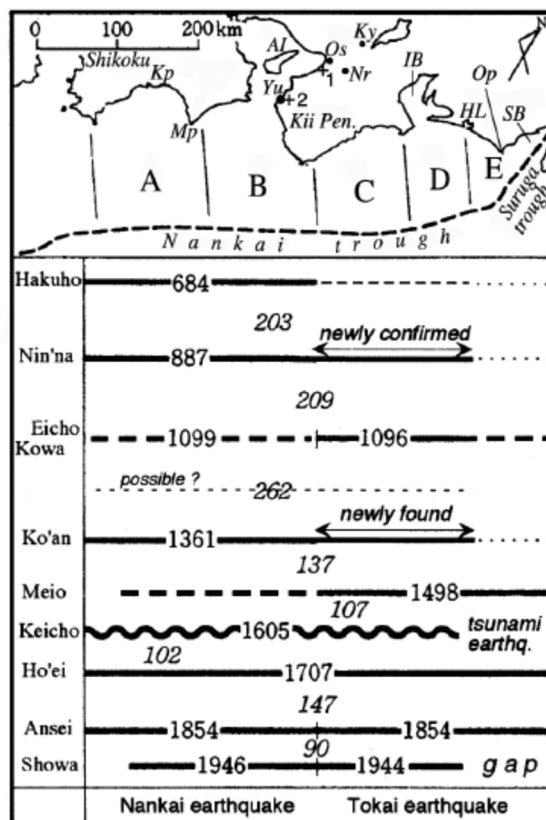 0 100 200 km
N
Shikoku
Kp
Mp
AI
Yu
+2
Ky
Os
+1
Nr
Kii Pen.
IB
HL
Op
SB
A B C D E
Nankai trough
Suruga trough
Hakuho 684
203 newly confirmed
Nin'na 887
209
Eicho
Kowa 1099 1096
possible ? 262
newly found
Ko'an 1361
137
Meio 1498
107
Keicho 1605 tsunami earthq.
102
Ho'ei 1707
147
Ansei 1854 1854
90
Showa 1946 1944 gap
Nankai earthquake Tokai earthquake